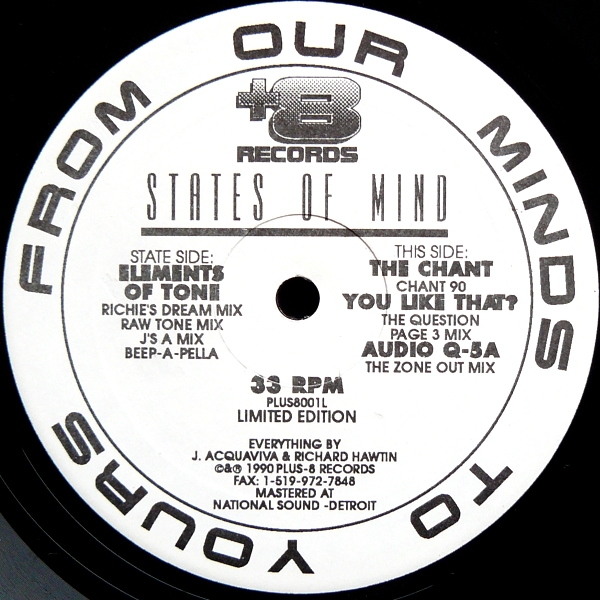 FROM OUR MINDS TO YOURS
+8
RECORDS
STATES OF MIND
STATE SIDE:
ELEMENTS
OF TONE
RICHIE'S DREAM MIX
RAW TONE MIX
J'S A MIX
BEEP-A-PELLA
THIS SIDE:
THE CHANT
CHANT 90
YOU LIKE THAT?
THE QUESTION
PAGE 3 MIX
AUDIO Q-5A
THE ZONE OUT MIX
33 RPM
PLUS8001L
LIMITED EDITION
EVERYTHING BY
J. ACQUAVIVA & RICHARD HAWTIN
©&℗ 1990 PLUS-8 RECORDS
FAX: 1-519-972-7848
MASTERED AT
NATIONAL SOUND -DETROIT